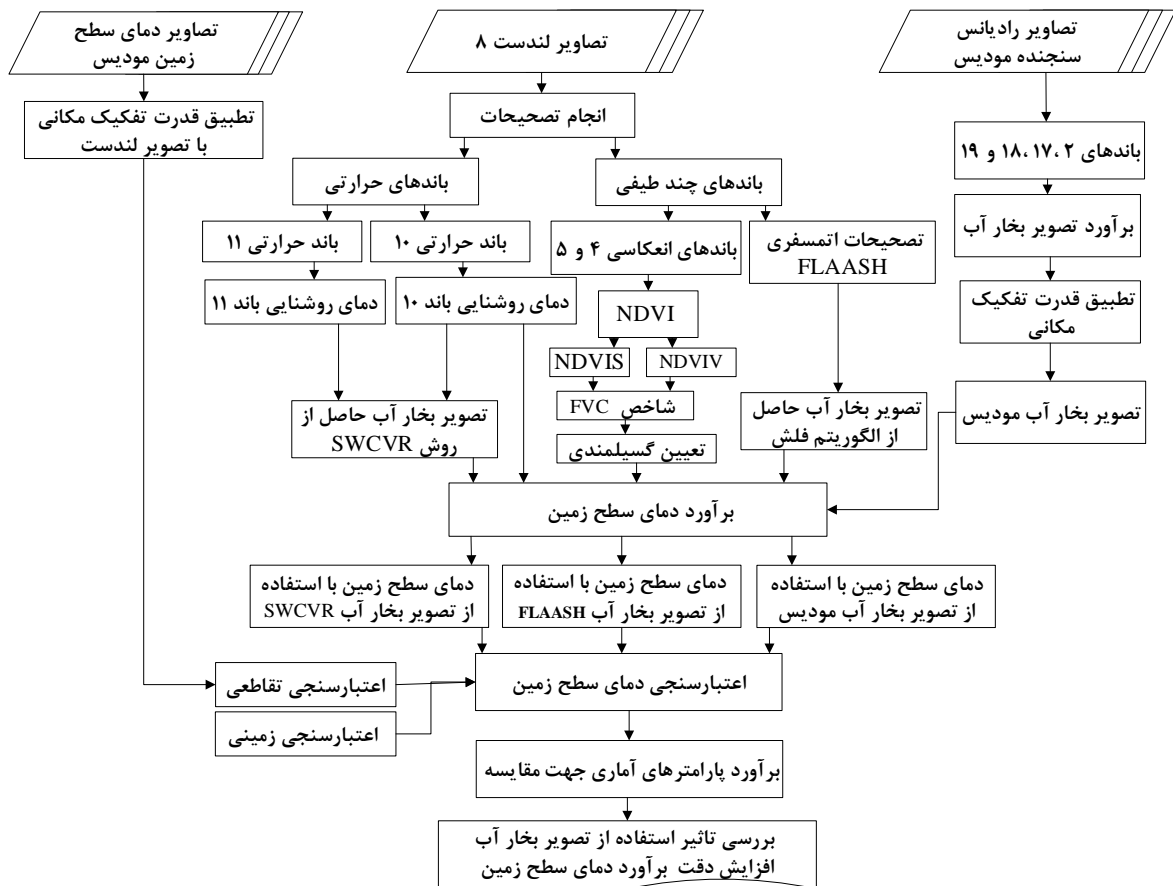 تصاویر رادیانس
سنجنده مودیس
تصاویر لندست ۸
تصاویر دمای سطح
زمین مودیس
انجام تصحیحات
تطبیق قدرت تفکیک مکانی
با تصویر لندست
باندهای ۲، ۱۷، ۱۸ و ۱۹
باندهای چند طیفی
باندهای حرارتی
برآورد تصویر بخار آب
تصحیحات اتمسفری
FLAASH
باندهای انعکاسی ۴ و ۵
باند حرارتی ۱۰
باند حرارتی ۱۱
تطبیق قدرت تفکیک
مکانی
NDVI
دمای روشنایی باند ۱۰
دمای روشنایی باند ۱۱
NDVIV
NDVIS
تصویر بخار آب مودیس
تصویر بخار آب حاصل
از الگوریتم فلش
شاخص FVC
تصویر بخار آب حاصل از
روش SWCVR
تعیین گسیلمندی
برآورد دمای سطح زمین
دمای سطح زمین با استفاده
از تصویر بخار آب مودیس
دمای سطح زمین با استفاده
از تصویر بخار آب FLAASH
دمای سطح زمین با استفاده
از تصویر بخار آب SWCVR
اعتبارسنجی دمای سطح زمین
اعتبارسنجی تقاطعی
اعتبارسنجی زمینی
برآورد پارامترهای آماری جهت مقایسه
بررسی تاثیر استفاده از تصویر بخار آب
افزایش دقت برآورد دمای سطح زمین